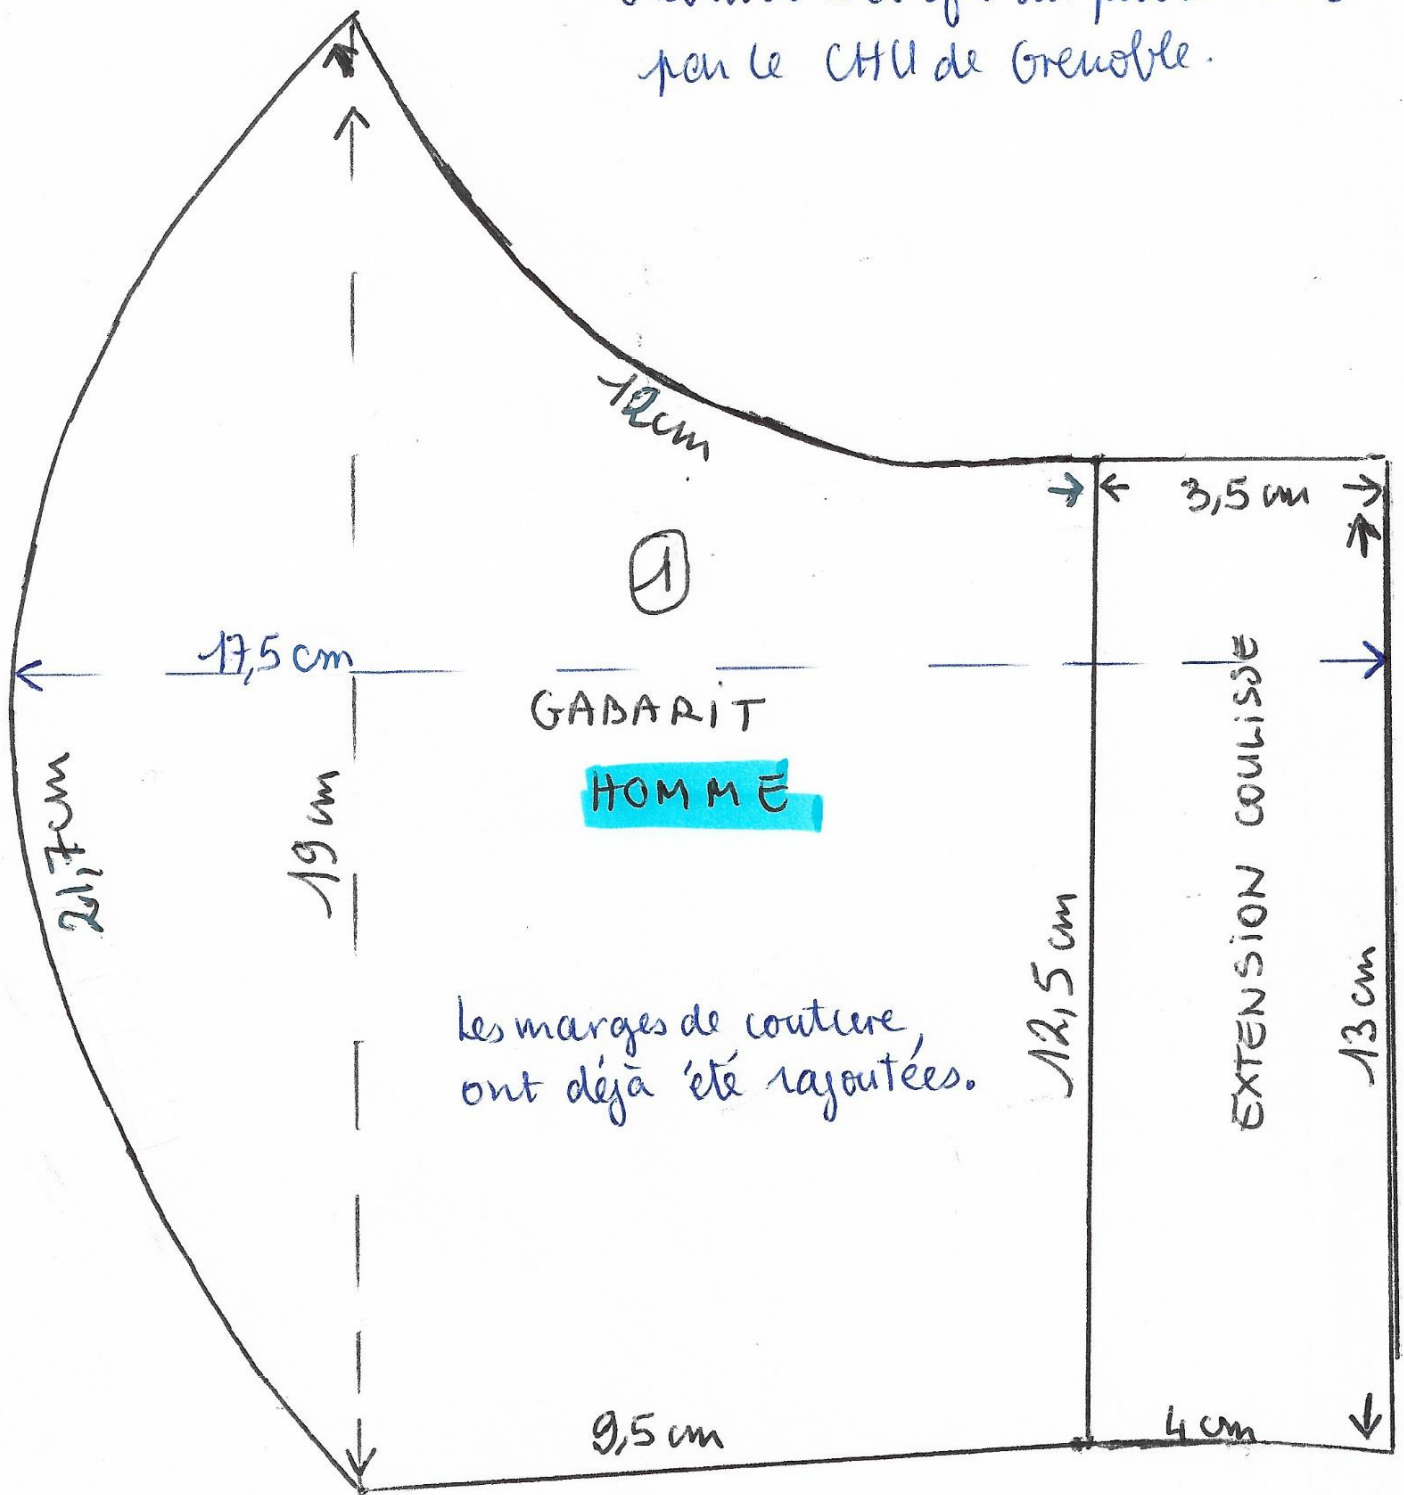 par le CHU de Grenoble.
12cm
3,5 cm
1
17,5 cm
GABARIT
HOMME
21,7cm
19 cm
12,5 cm
EXTENSION COULISSE
13 cm
Les marges de couture,
ont déjà été rajoutées.
9,5 cm
4 cm